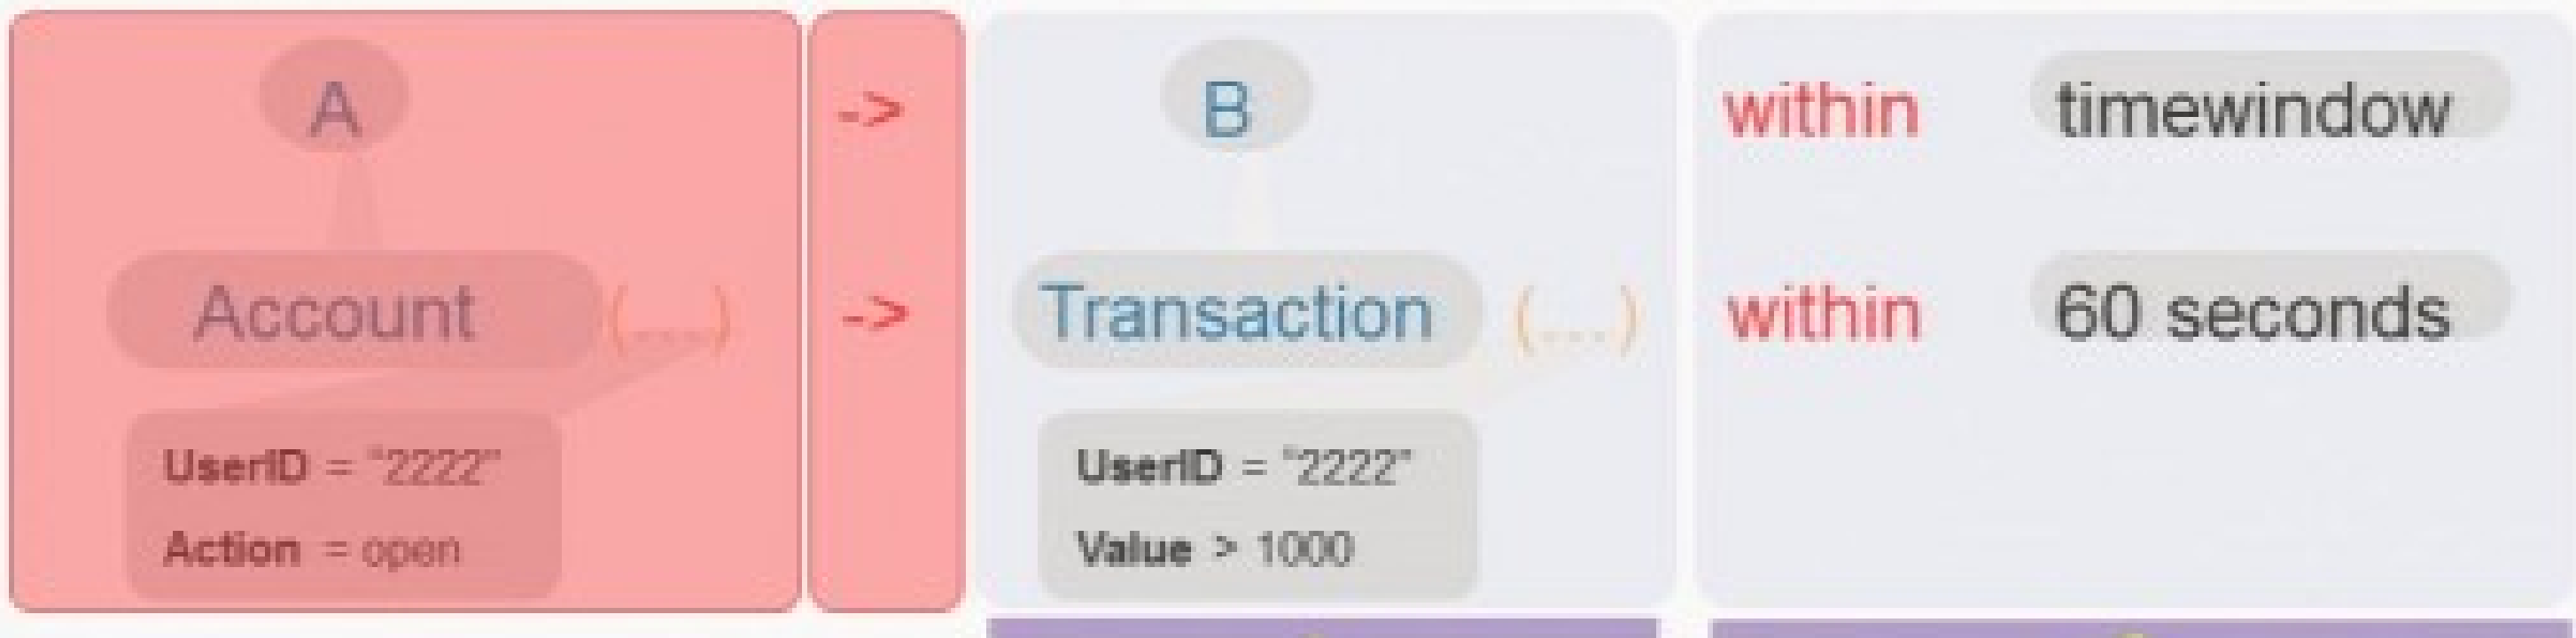 A -> B within timewindow
Account (...) -> Transaction (...) within 60 seconds
UserID = "2222" UserID = "2222"
Action = open Value > 1000